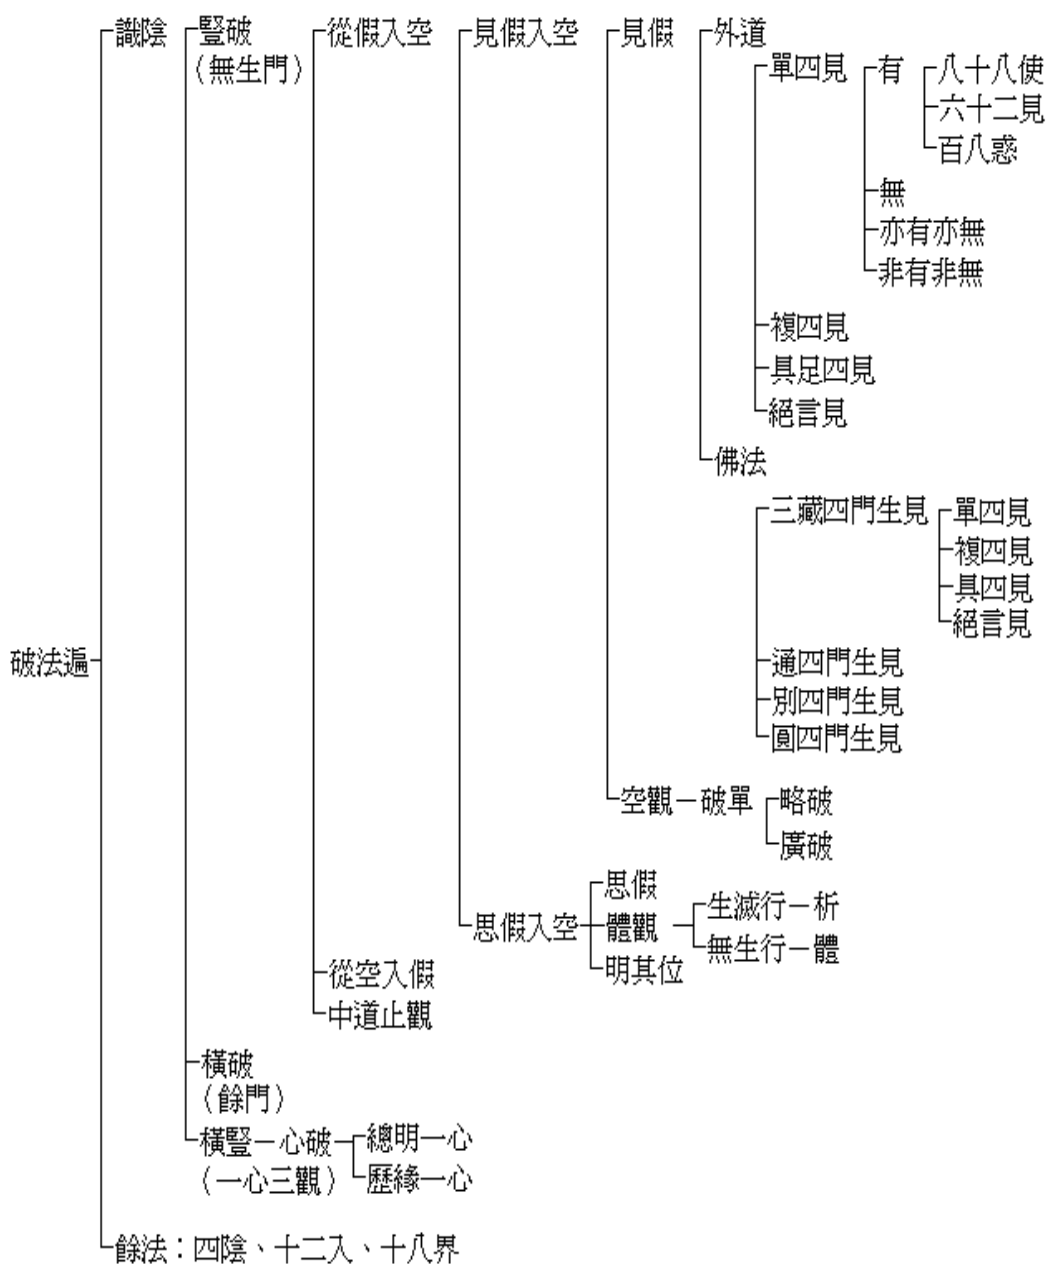 識陰 豎破 從假入空 見假入空 見假 外道
（無生門） 單四見 有 八十八使
六十二見
百八惑
無
亦有亦無
非有非無
複四見
具足四見
絕言見
佛法
三藏四門生見 單四見
複四見
具四見
絕言見
破法遍 通四門生見
別四門生見
圓四門生見
空觀－破單 略破
廣破
思假
生滅行－析
思假入空 體觀
無生行－體
明其位
從空入假
中道止觀
橫破
（餘門）
橫豎－心破 總明一心
（一心三觀） 歷緣一心
餘法：四陰、十二入、十八界